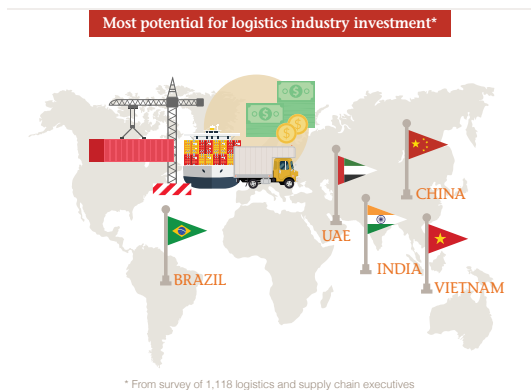 Most potential for logistics industry investment*
CHINA
UAE
INDIA
BRAZIL
VIETNAM
* From survey of 1,118 logistics and supply chain executives